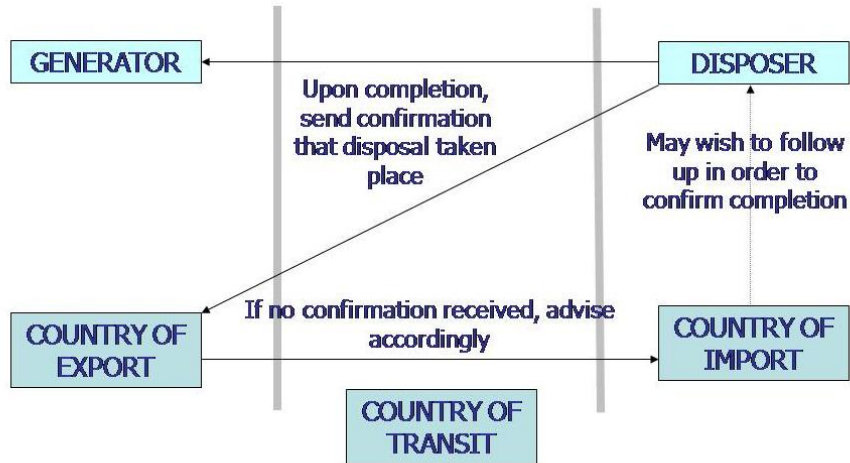 GENERATOR
DISPOSER
Upon completion,
send confirmation
that disposal taken
place
May wish to follow
up in order to
confirm completion
If no confirmation received, advise
accordingly
COUNTRY OF
EXPORT
COUNTRY OF
IMPORT
COUNTRY OF
TRANSIT